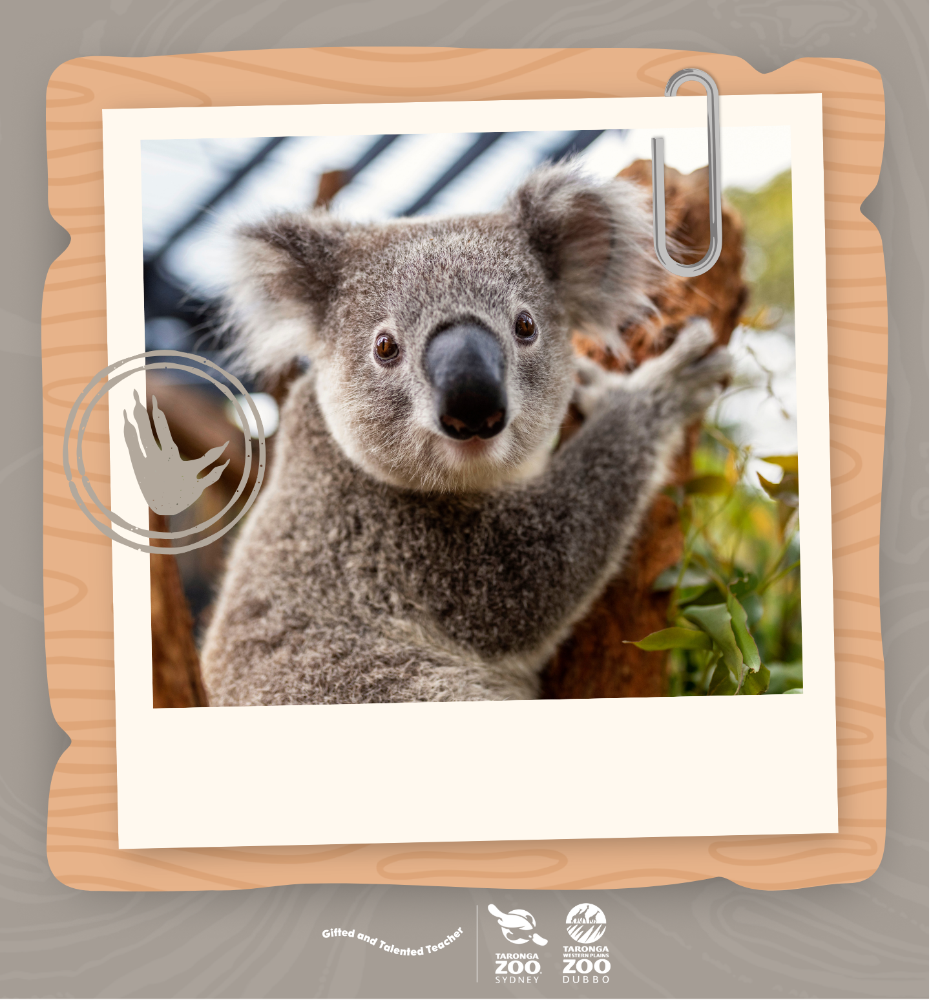 Gifted and Talented Teacher
TARONGA
ZOO
SYDNEY
TARONGA
WESTERN PLAINS
ZOO
DUBBO